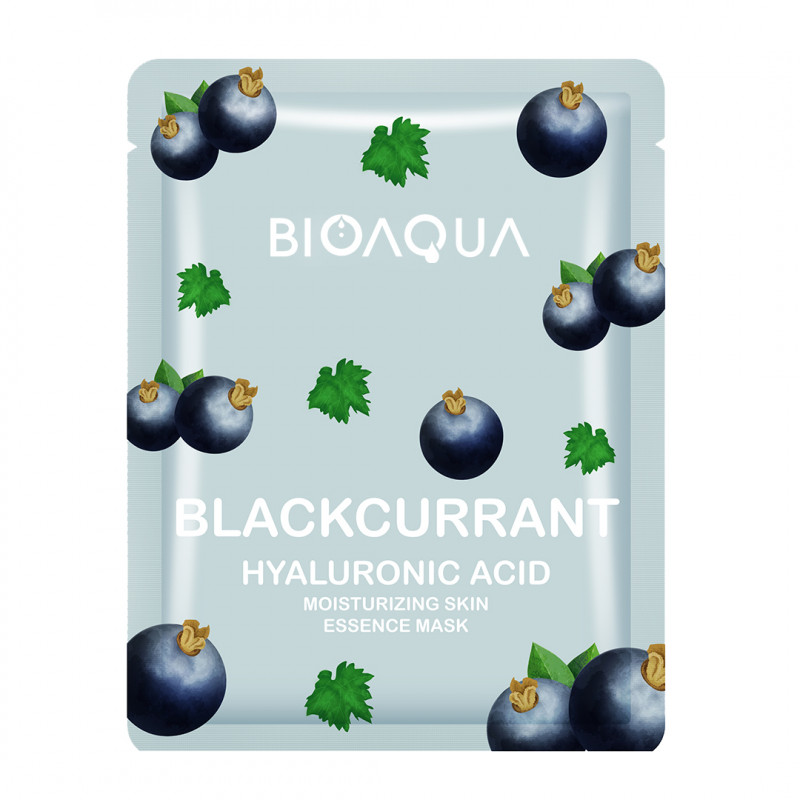 BIOAQUA
BLACKCURRANT
HYALURONIC ACID
MOISTURIZING SKIN
ESSENCE MASK